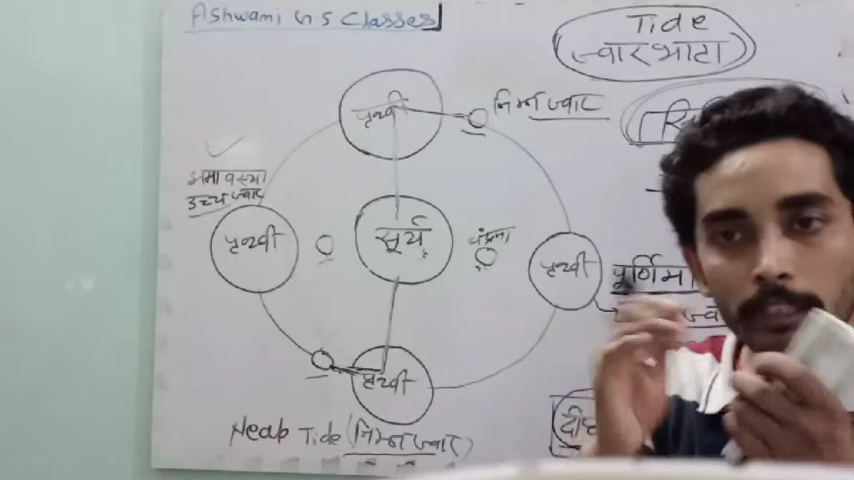 Ashwani G.S Classes
Tide
ज्वारभाटा
पृथ्वी
निम्न ज्वार
अमावस्या
उच्च ज्वार
पृथ्वी
सूर्य
चंद्रमा
पृथ्वी
पूर्णिमा
पृथ्वी
Neap Tide (निम्न ज्वार)